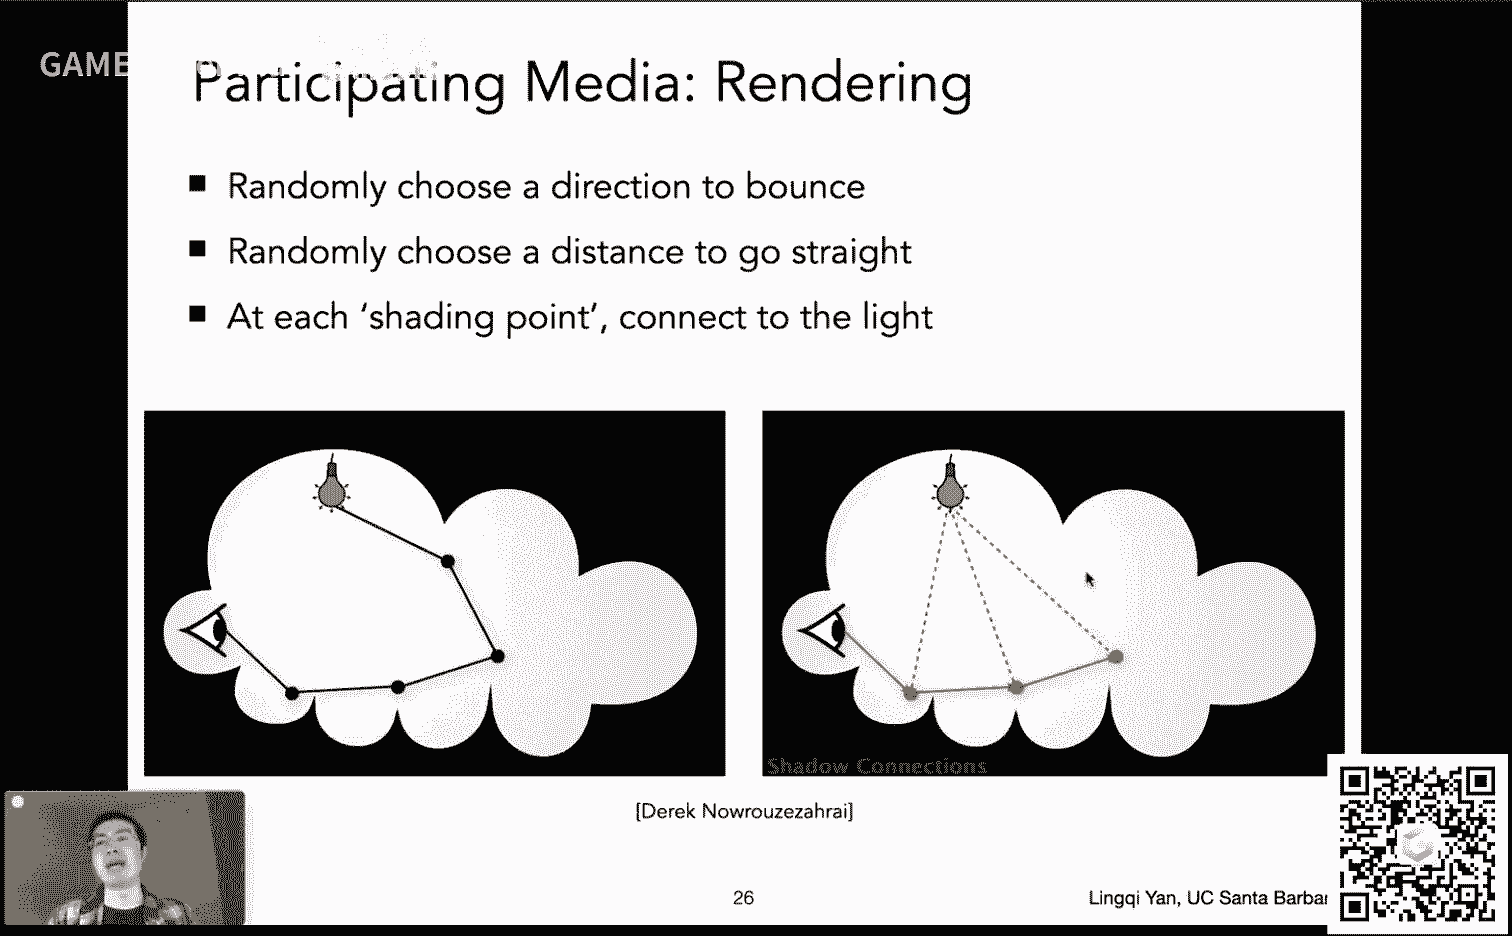 GAME
Participating Media: Rendering
■ Randomly choose a direction to bounce
■ Randomly choose a distance to go straight
■ At each ‘shading point’, connect to the light
Shadow Connections
[Derek Nowrouzezahrai]
26
Lingqi Yan, UC Santa Barbar